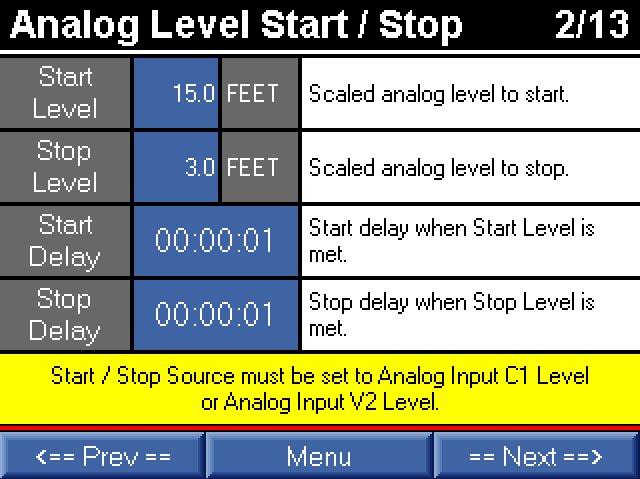 Analog Level Start / Stop 2/13
Start
Level
15.0 FEET
Scaled analog level to start.
Stop
Level
3.0 FEET
Scaled analog level to stop.
Start
Delay
00:00:01
Start delay when Start Level is
met.
Stop
Delay
00:00:01
Stop delay when Stop Level is
met.
Start / Stop Source must be set to Analog Input C1 Level
or Analog Input V2 Level.
<== Prev ==
Menu
== Next ==>